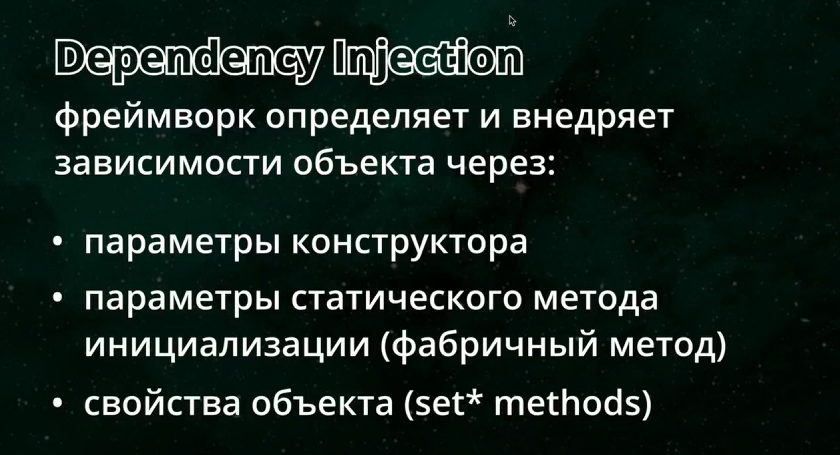 Dependency Injection
фреймворк определяет и внедряет
зависимости объекта через:
• параметры конструктора
• параметры статического метода
инициализации (фабричный метод)
• свойства объекта (set* methods)